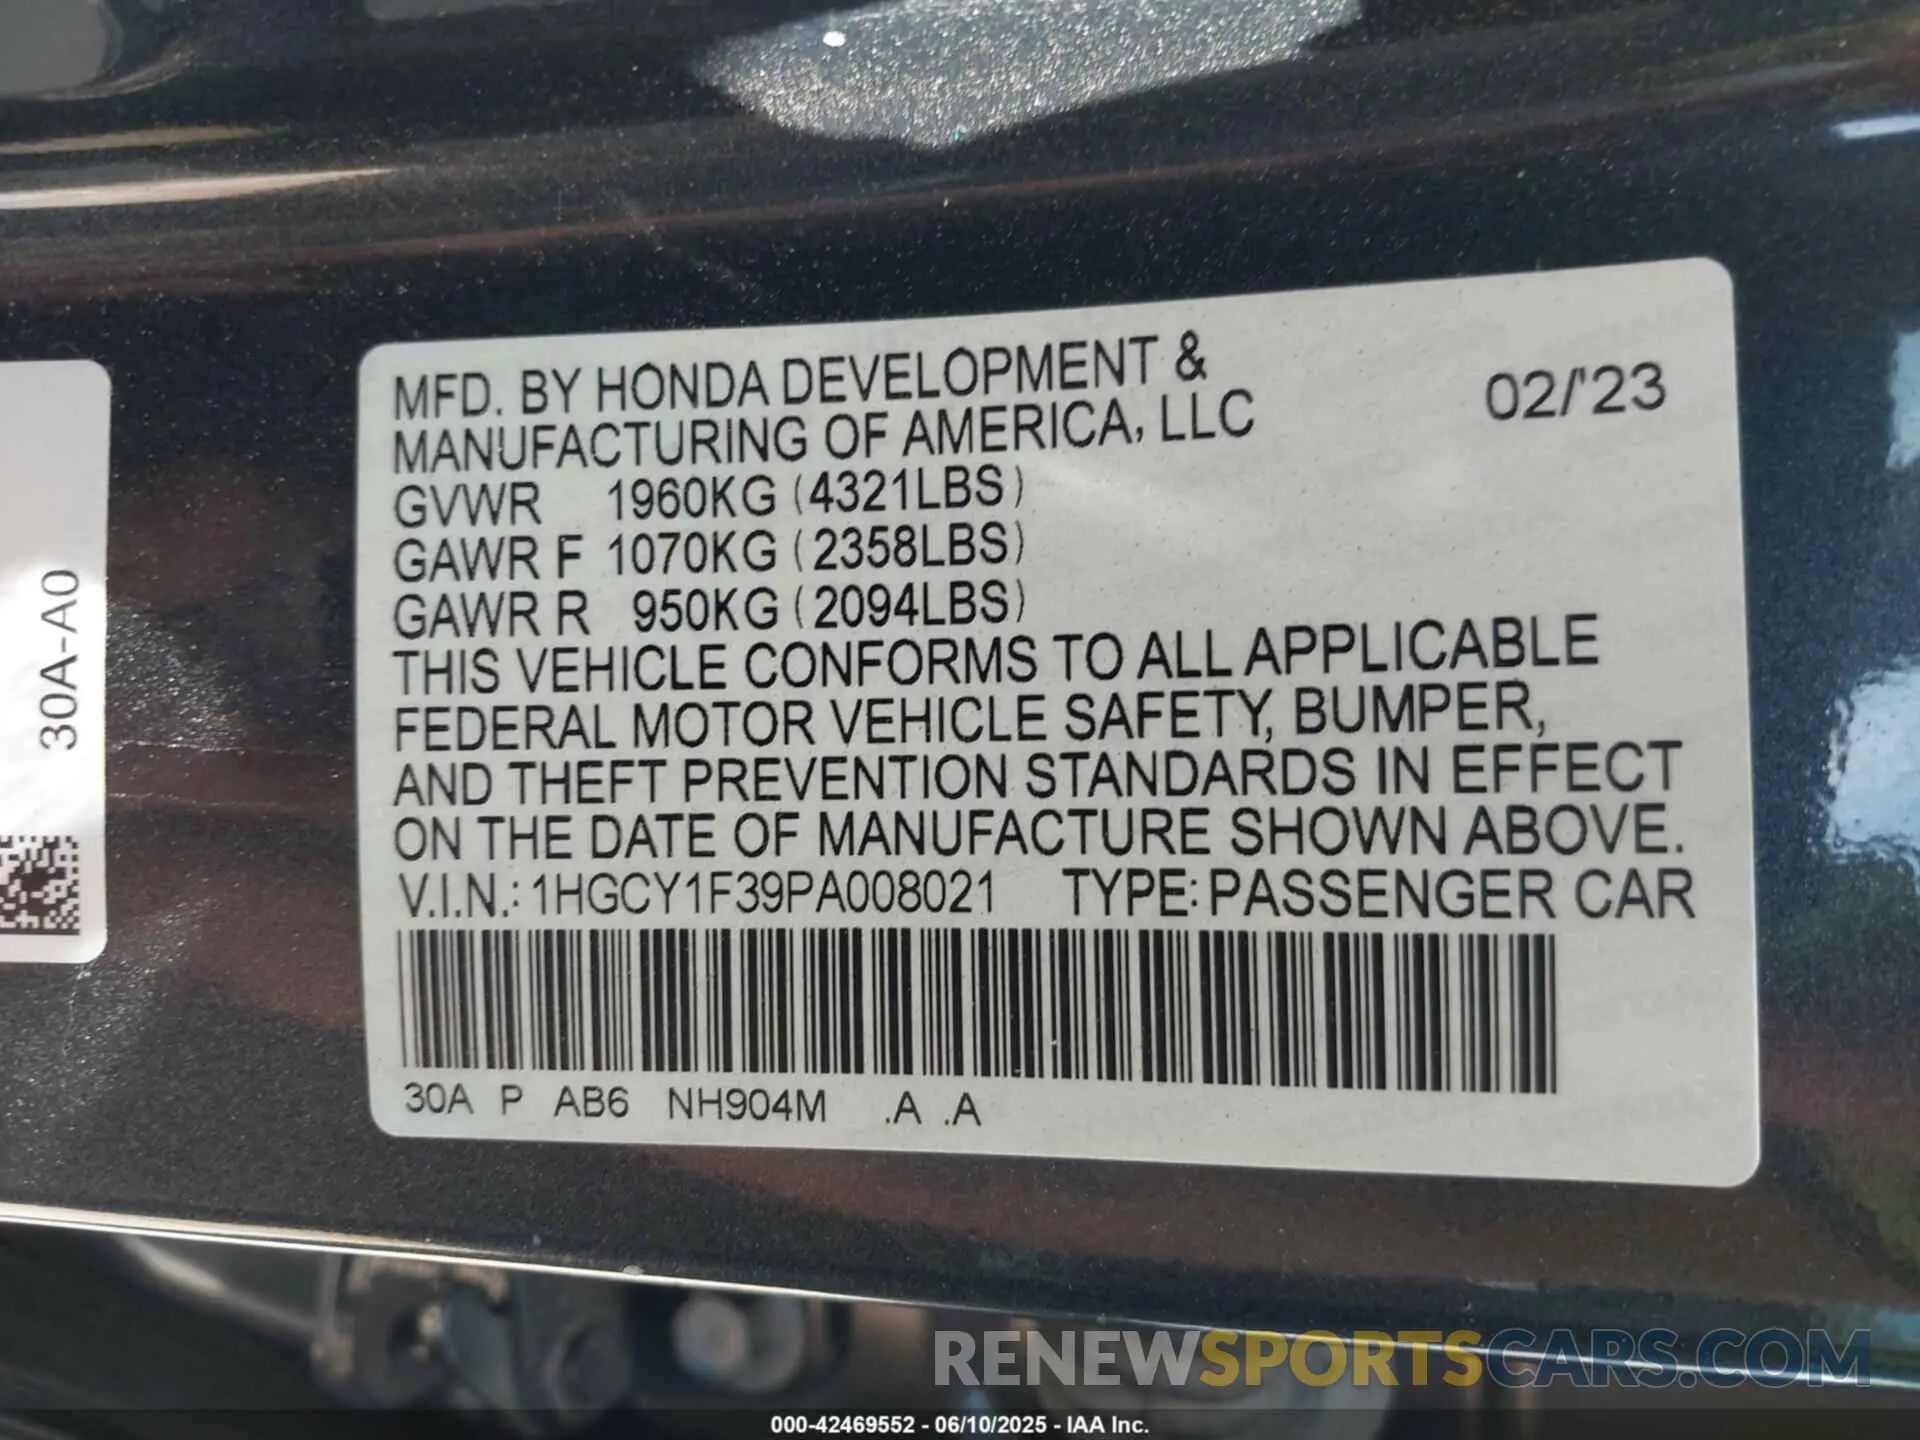 MFD. BY HONDA DEVELOPMENT &
MANUFACTURING OF AMERICA, LLC 02/'23
GVWR 1960KG (4321LBS)
GAWR F 1070KG (2358LBS)
GAWR R 950KG (2094LBS)
THIS VEHICLE CONFORMS TO ALL APPLICABLE
FEDERAL MOTOR VEHICLE SAFETY, BUMPER,
AND THEFT PREVENTION STANDARDS IN EFFECT
ON THE DATE OF MANUFACTURE SHOWN ABOVE.
V.I.N.: 1HGCY1F39PA008021 TYPE: PASSENGER CAR
30A P AB6 NH904M .A .A
30A-A0
RENEWSPORTSCARS.COM
000-42469552 - 06/10/2025 - IAA Inc.